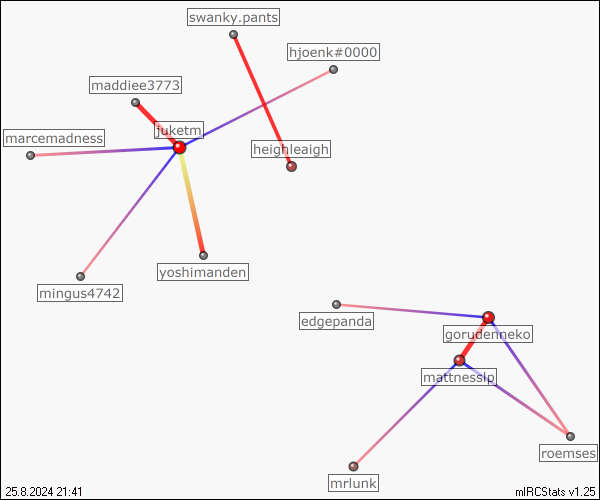 swanky.pants
hjoenk#0000
maddiee3773
juketm
marcemadness
heighleaigh
yoshimanden
mingus4742
edgepanda
gorudenneko
mattnesslp
roemses
mrlunk
25.8.2024 21:41
mIRCStats v1.25